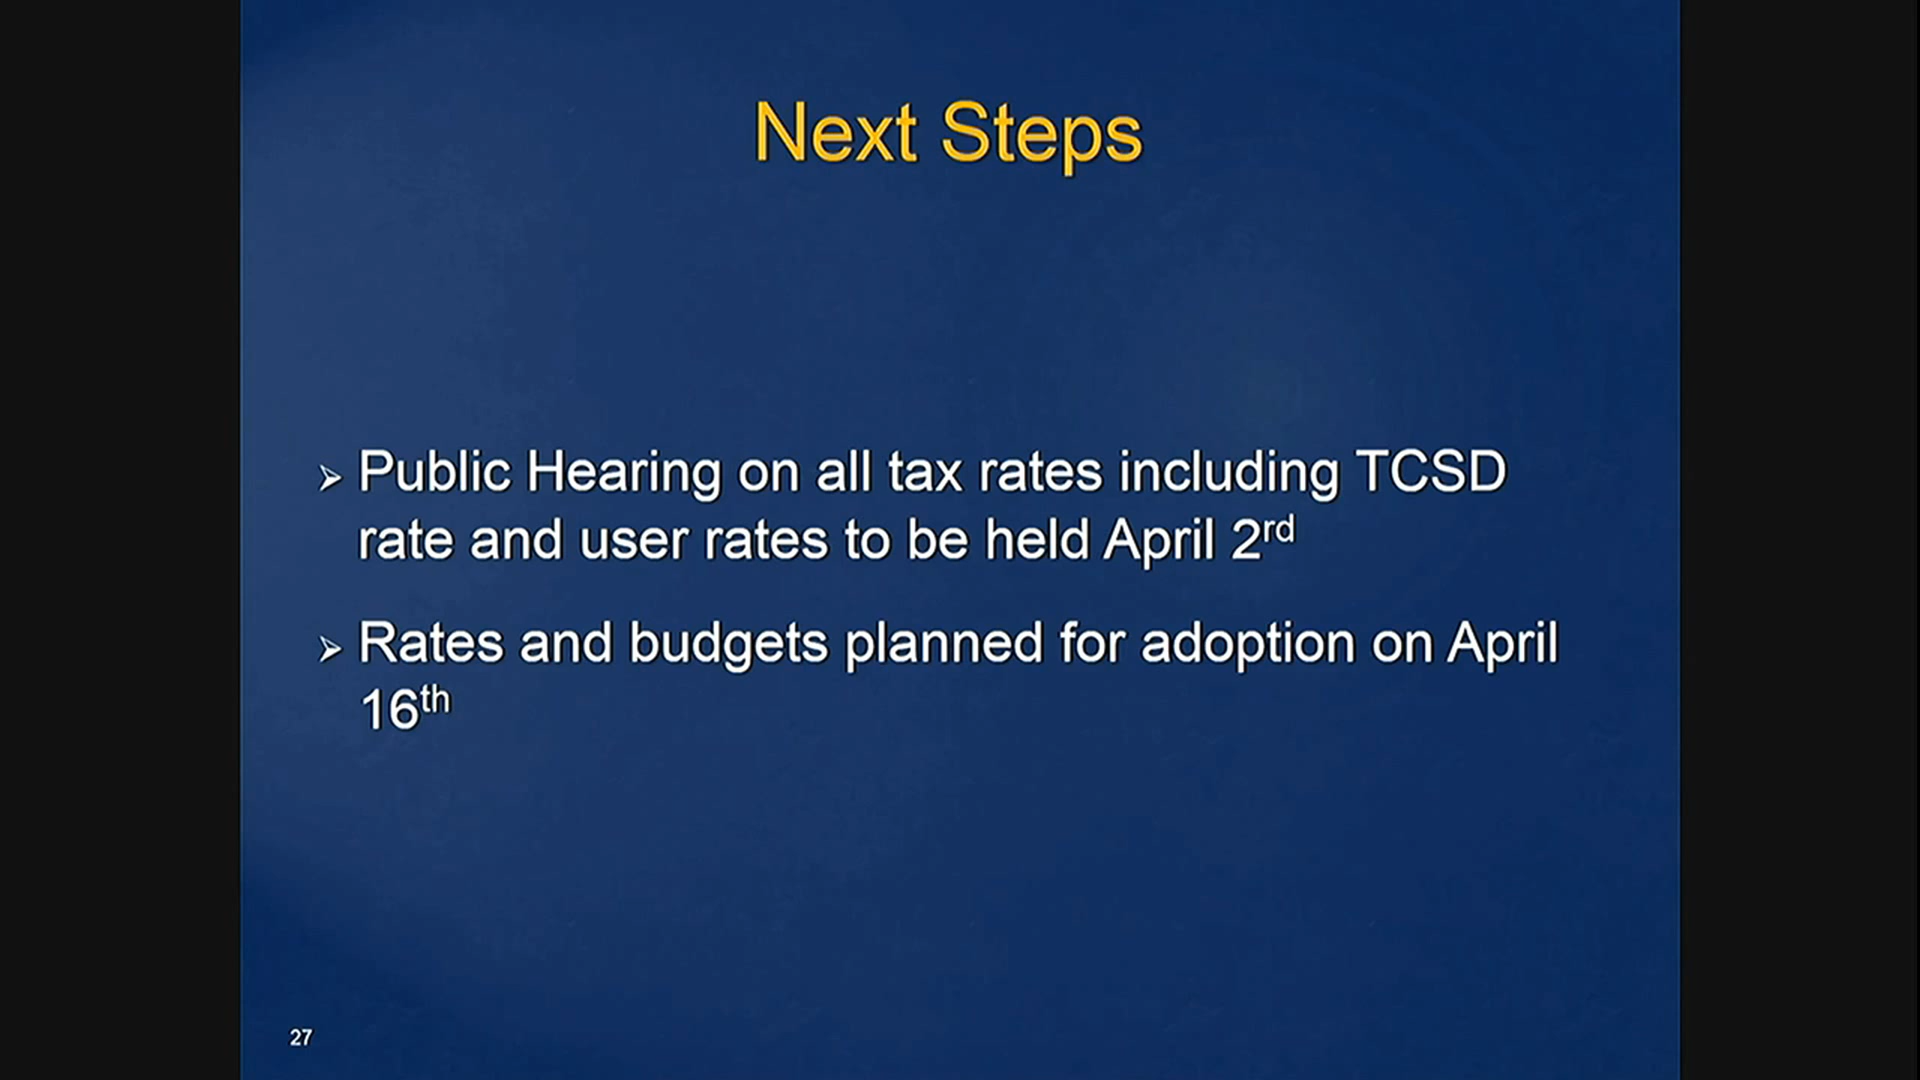 Next Steps
➢ Public Hearing on all tax rates including TCSD
rate and user rates to be held April 2rd
➢ Rates and budgets planned for adoption on April
16th
27